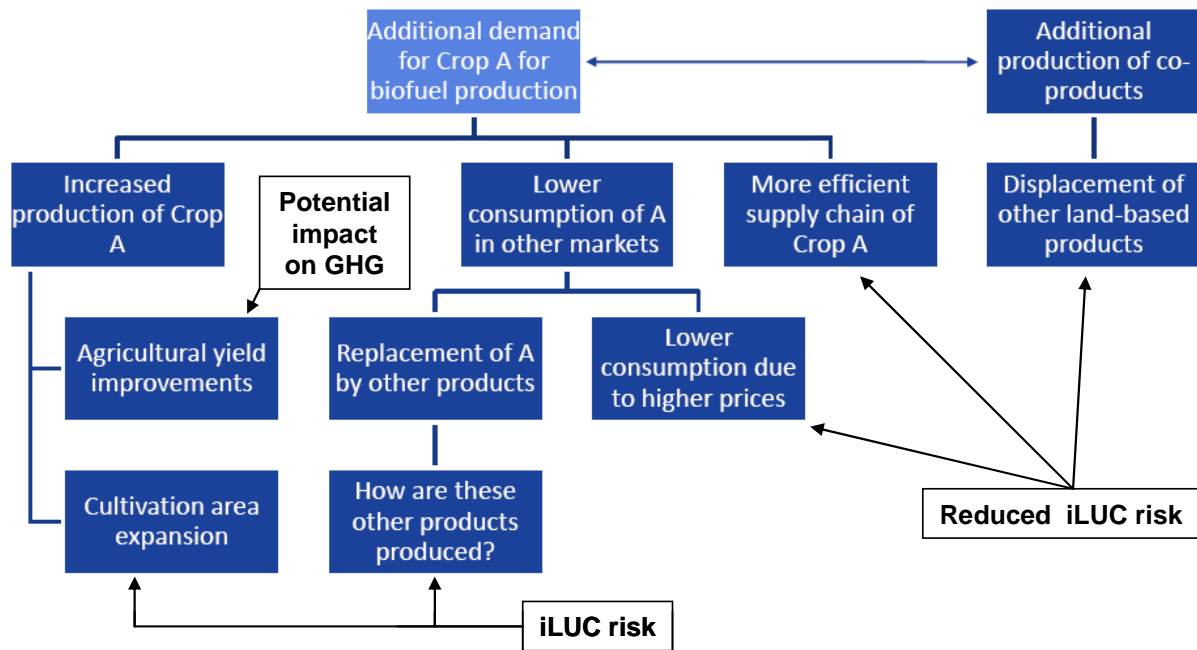 Additional demand
for Crop A for
biofuel production
Additional
production of co-
products
Increased
production of Crop
A
Potential
impact
on GHG
Lower
consumption of A
in other markets
More efficient
supply chain of
Crop A
Displacement of
other land-based
products
Agricultural yield
improvements
Replacement of A
by other products
Lower
consumption due
to higher prices
Cultivation area
expansion
How are these
other products
produced?
Reduced iLUC risk
iLUC risk